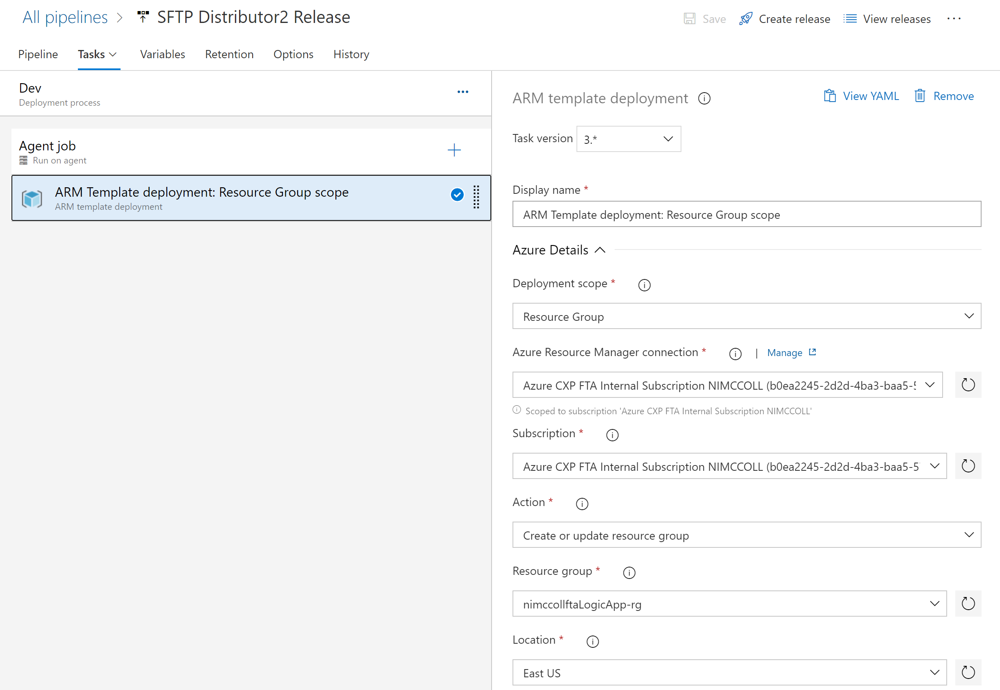 All pipelines > SFTP Distributor2 Release
Save Create release View releases ...
Pipeline Tasks Variables Retention Options History
Dev
Deployment process
Agent job
Run on agent
ARM Template deployment: Resource Group scope
ARM template deployment
ARM template deployment
View YAML Remove
Task version 3.*
Display name *
ARM Template deployment: Resource Group scope
Azure Details
Deployment scope *
Resource Group
Azure Resource Manager connection * | Manage
Azure CXP FTA Internal Subscription NIMCCOLL (b0ea2245-2d2d-4ba3-baa5-5
Scoped to subscription 'Azure CXP FTA Internal Subscription NIMCCOLL'
Subscription *
Azure CXP FTA Internal Subscription NIMCCOLL (b0ea2245-2d2d-4ba3-baa5-5
Action *
Create or update resource group
Resource group *
nimccollftaLogicApp-rg
Location *
East US